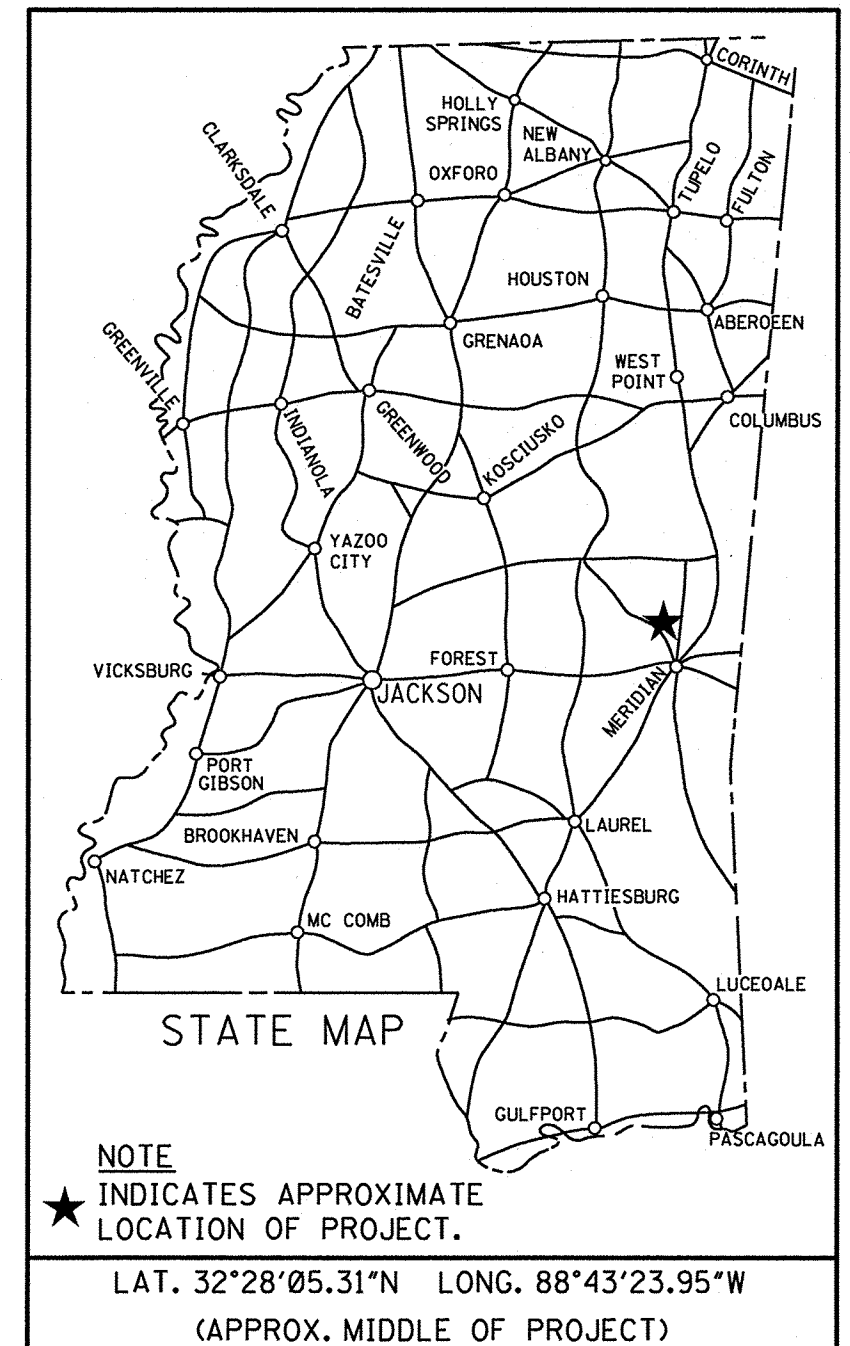 CORINTH
HOLLY
SPRINGS
NEW
ALBANY
CLARKSDALE
OXFORO
TUPELO
FULTON
BATESVILLE
HOUSTON
ABEROEEN
GRENAOA
GREENVILLE
WEST
POINT
COLUMBUS
INDIANOLA
GREENWOOD
KOSCIUSKO
YAZOO
CITY
VICKSBURG
FOREST
JACKSON
MERIDIAN
PORT
GIBSON
BROOKHAVEN
LAUREL
NATCHEZ
HATTIESBURG
MC COMB
LUCEOALE
STATE MAP
GULFPORT
PASCAGOULA
NOTE
INDICATES APPROXIMATE
LOCATION OF PROJECT.
LAT. 32°28'05.31"N LONG. 88°43'23.95"W
(APPROX. MIDDLE OF PROJECT)